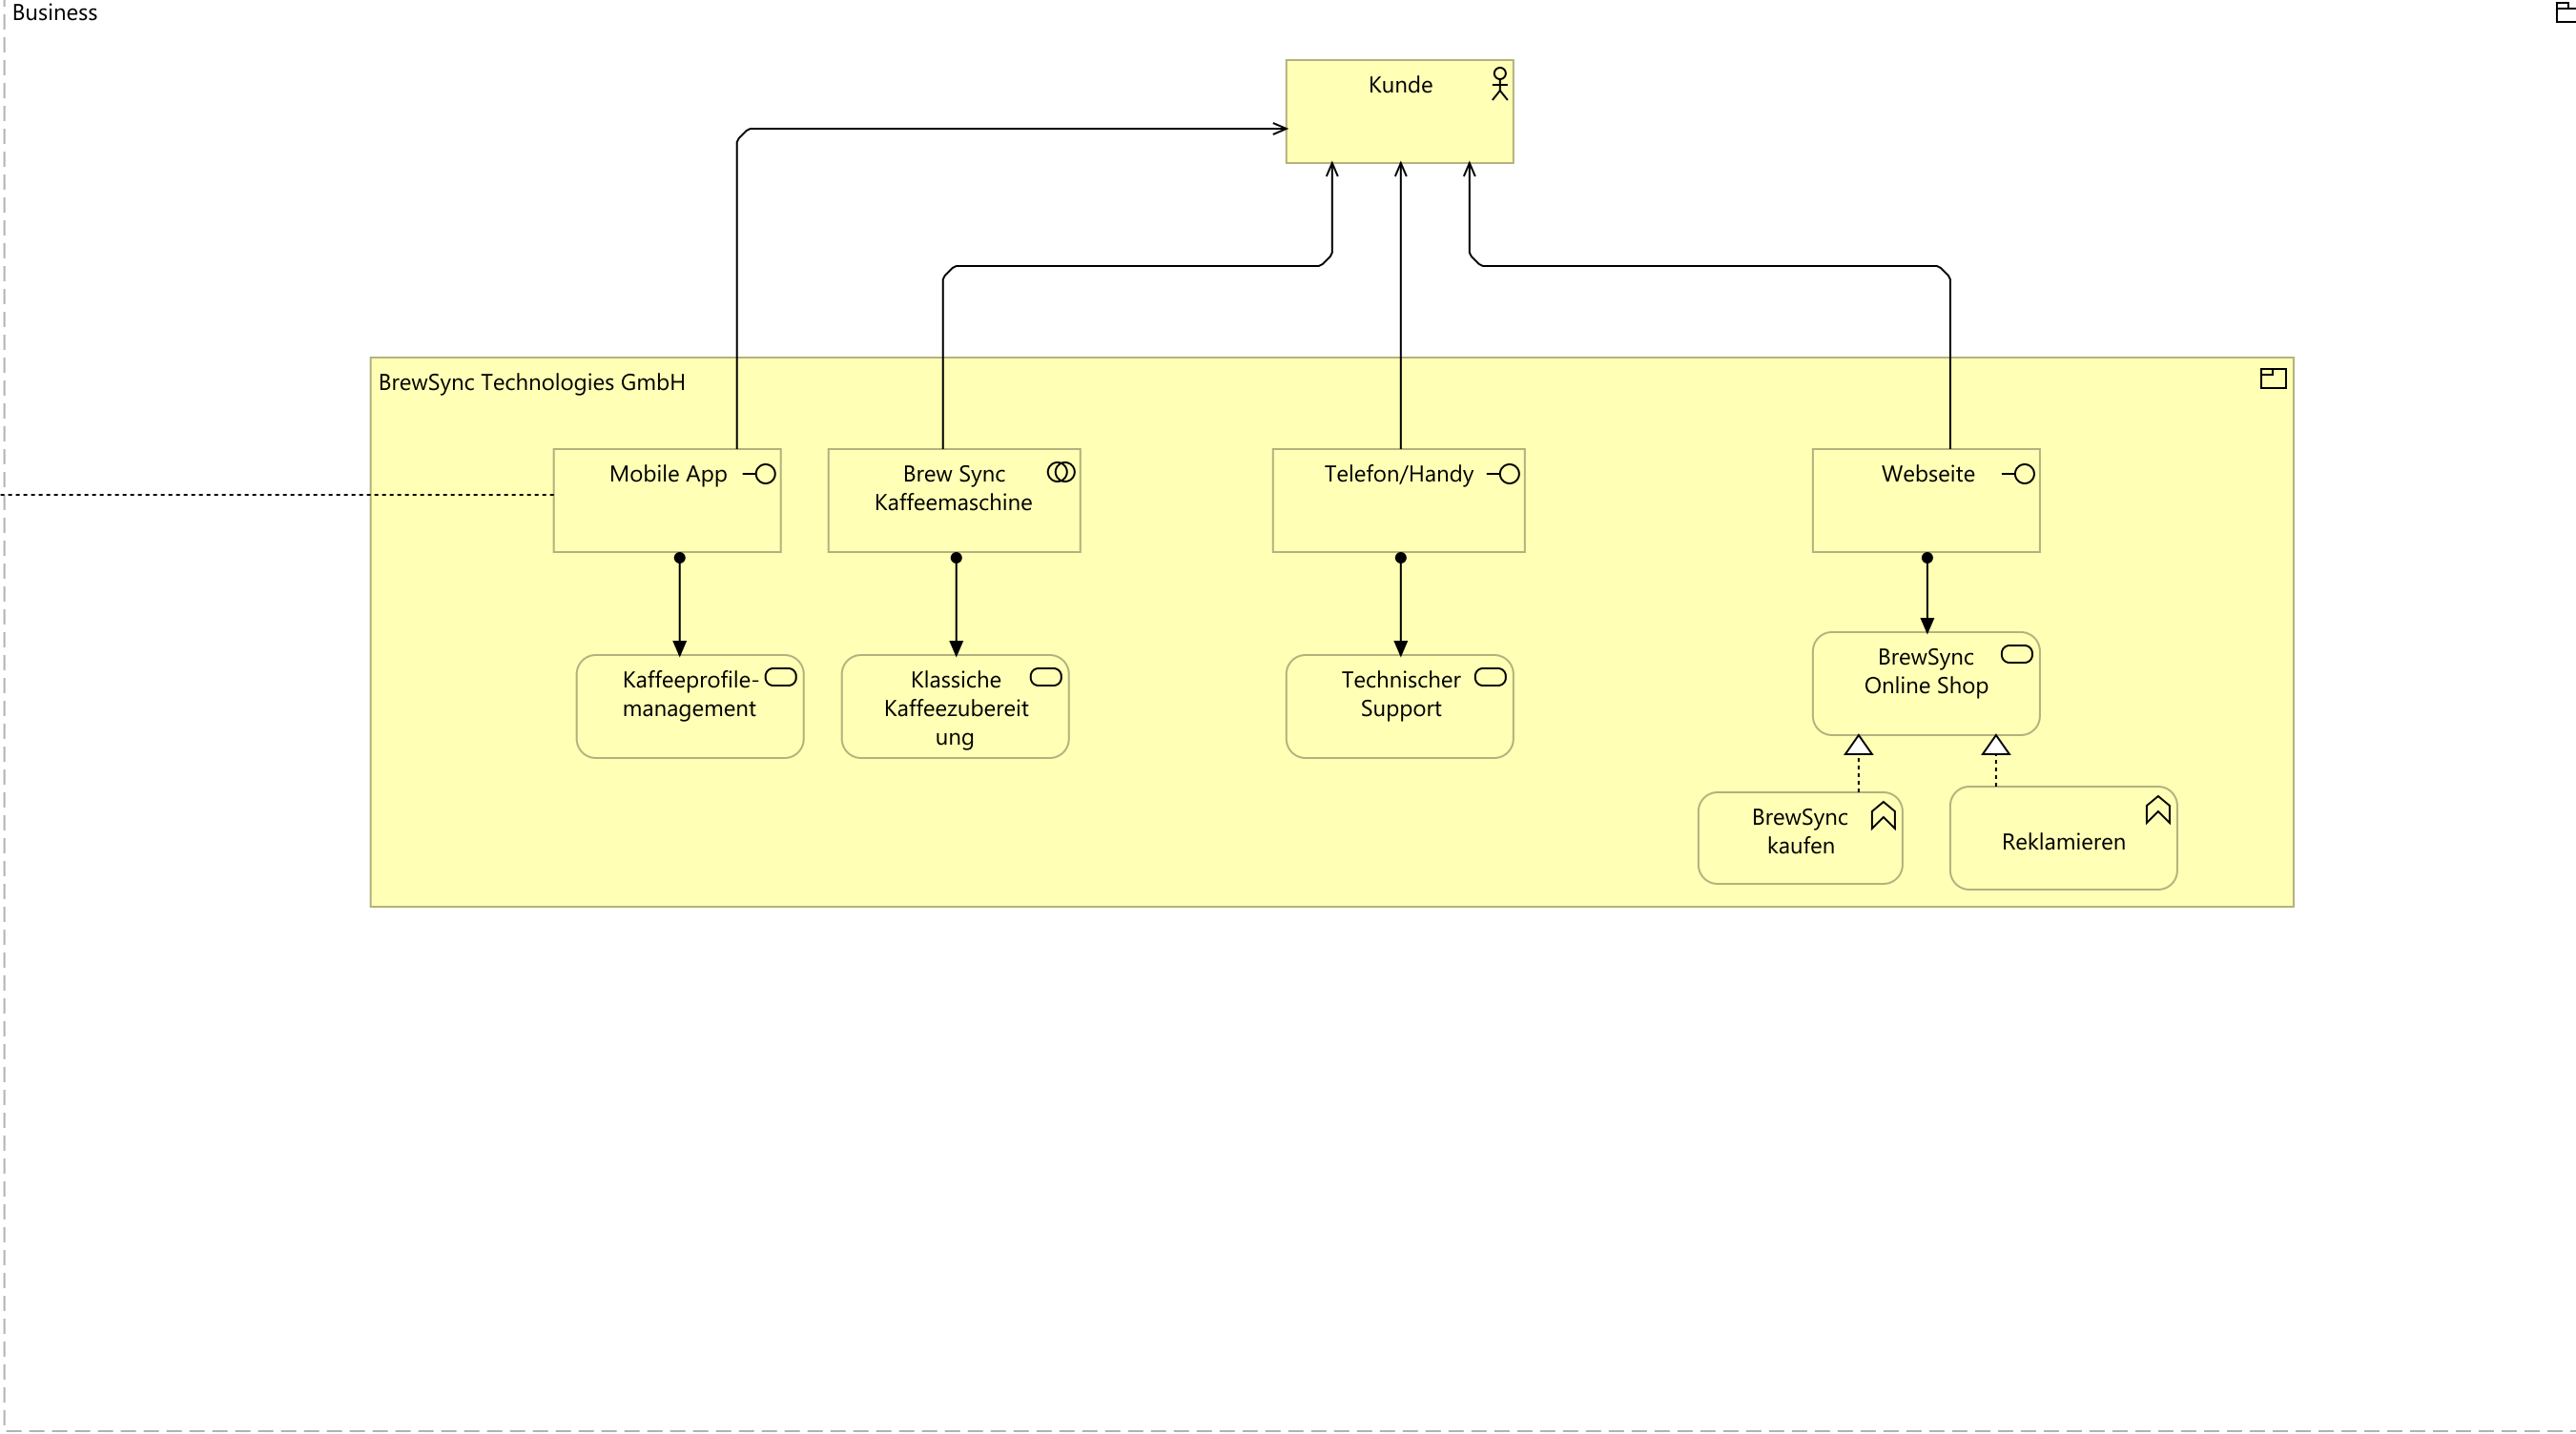 Business
Kunde
BrewSync Technologies GmbH
Mobile App
Brew Sync
Kaffeemaschine
Telefon/Handy
Webseite
Kaffeeprofile-
management
Klassiche
Kaffeezubereit
ung
Technischer
Support
BrewSync
Online Shop
BrewSync
kaufen
Reklamieren